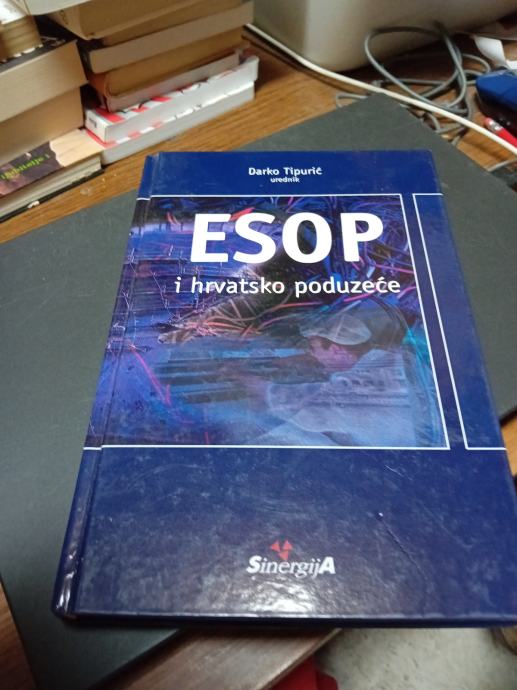 Darko Tipurić
urednik
ESOP
i hrvatsko poduzeće
SinergijA